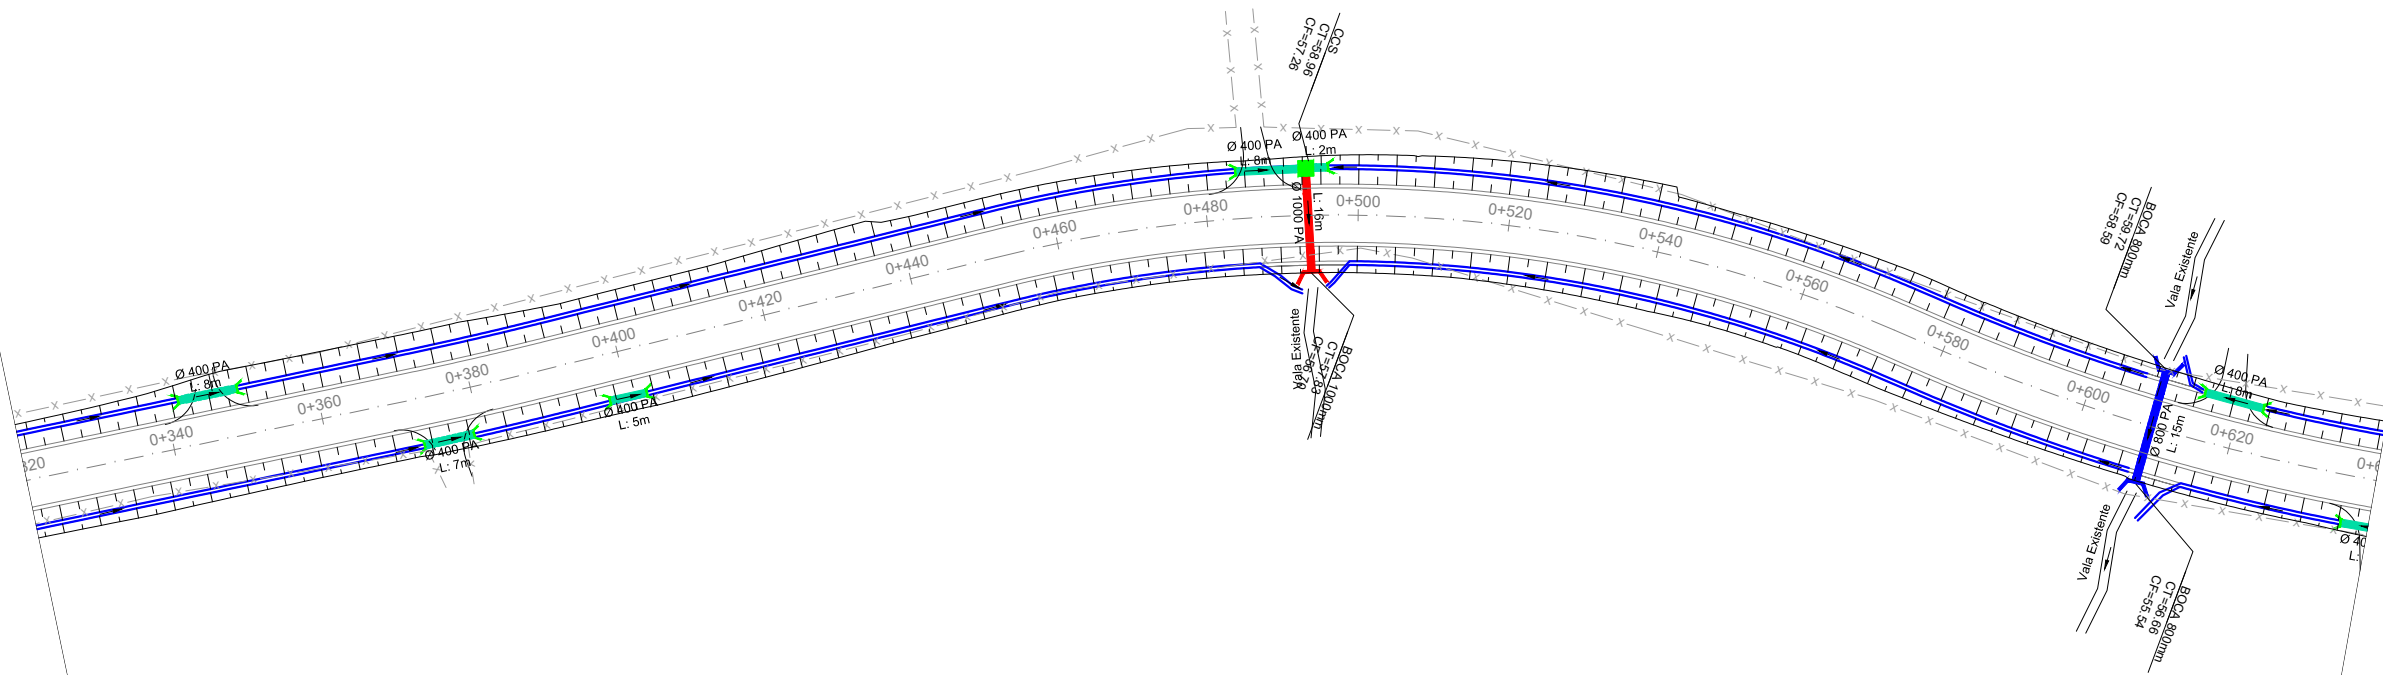 CCS
CT=58.96
CF=57.26
Ø 400 PA
L: 8m
Ø 400 PA
L: 2m
Ø 1000 PA
L: 16m
BOCA 800mm
CT=59.72
CF=58.59
Vala Existente
Ø 400 PA
L: 8m
Ø 400 PA
L: 7m
Ø 400 PA
L: 5m
Vala Existente
BOCA 1000mm
CT=57.83
Ø 800 PA
L: 15m
Ø 400 PA
L: 8m
Vala Existente
BOCA 800mm
CT=56.66
CF=55.54
Ø 40
L:
320
0+340
0+360
0+380
0+400
0+420
0+440
0+460
0+480
0+500
0+520
0+540
0+560
0+580
0+600
0+620